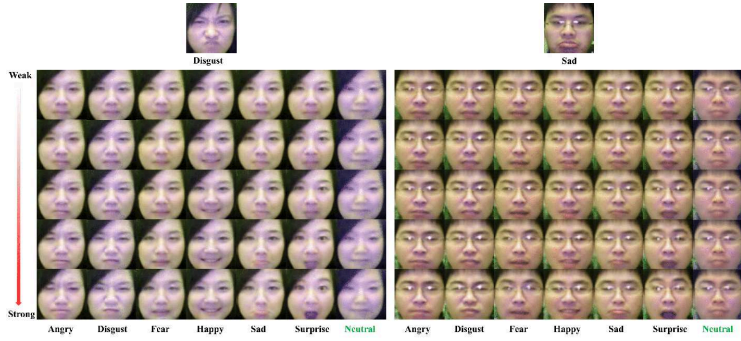 Disgust
Sad
Weak
Strong
Angry Disgust Fear Happy Sad Surprise Neutral
Angry Disgust Fear Happy Sad Surprise Neutral